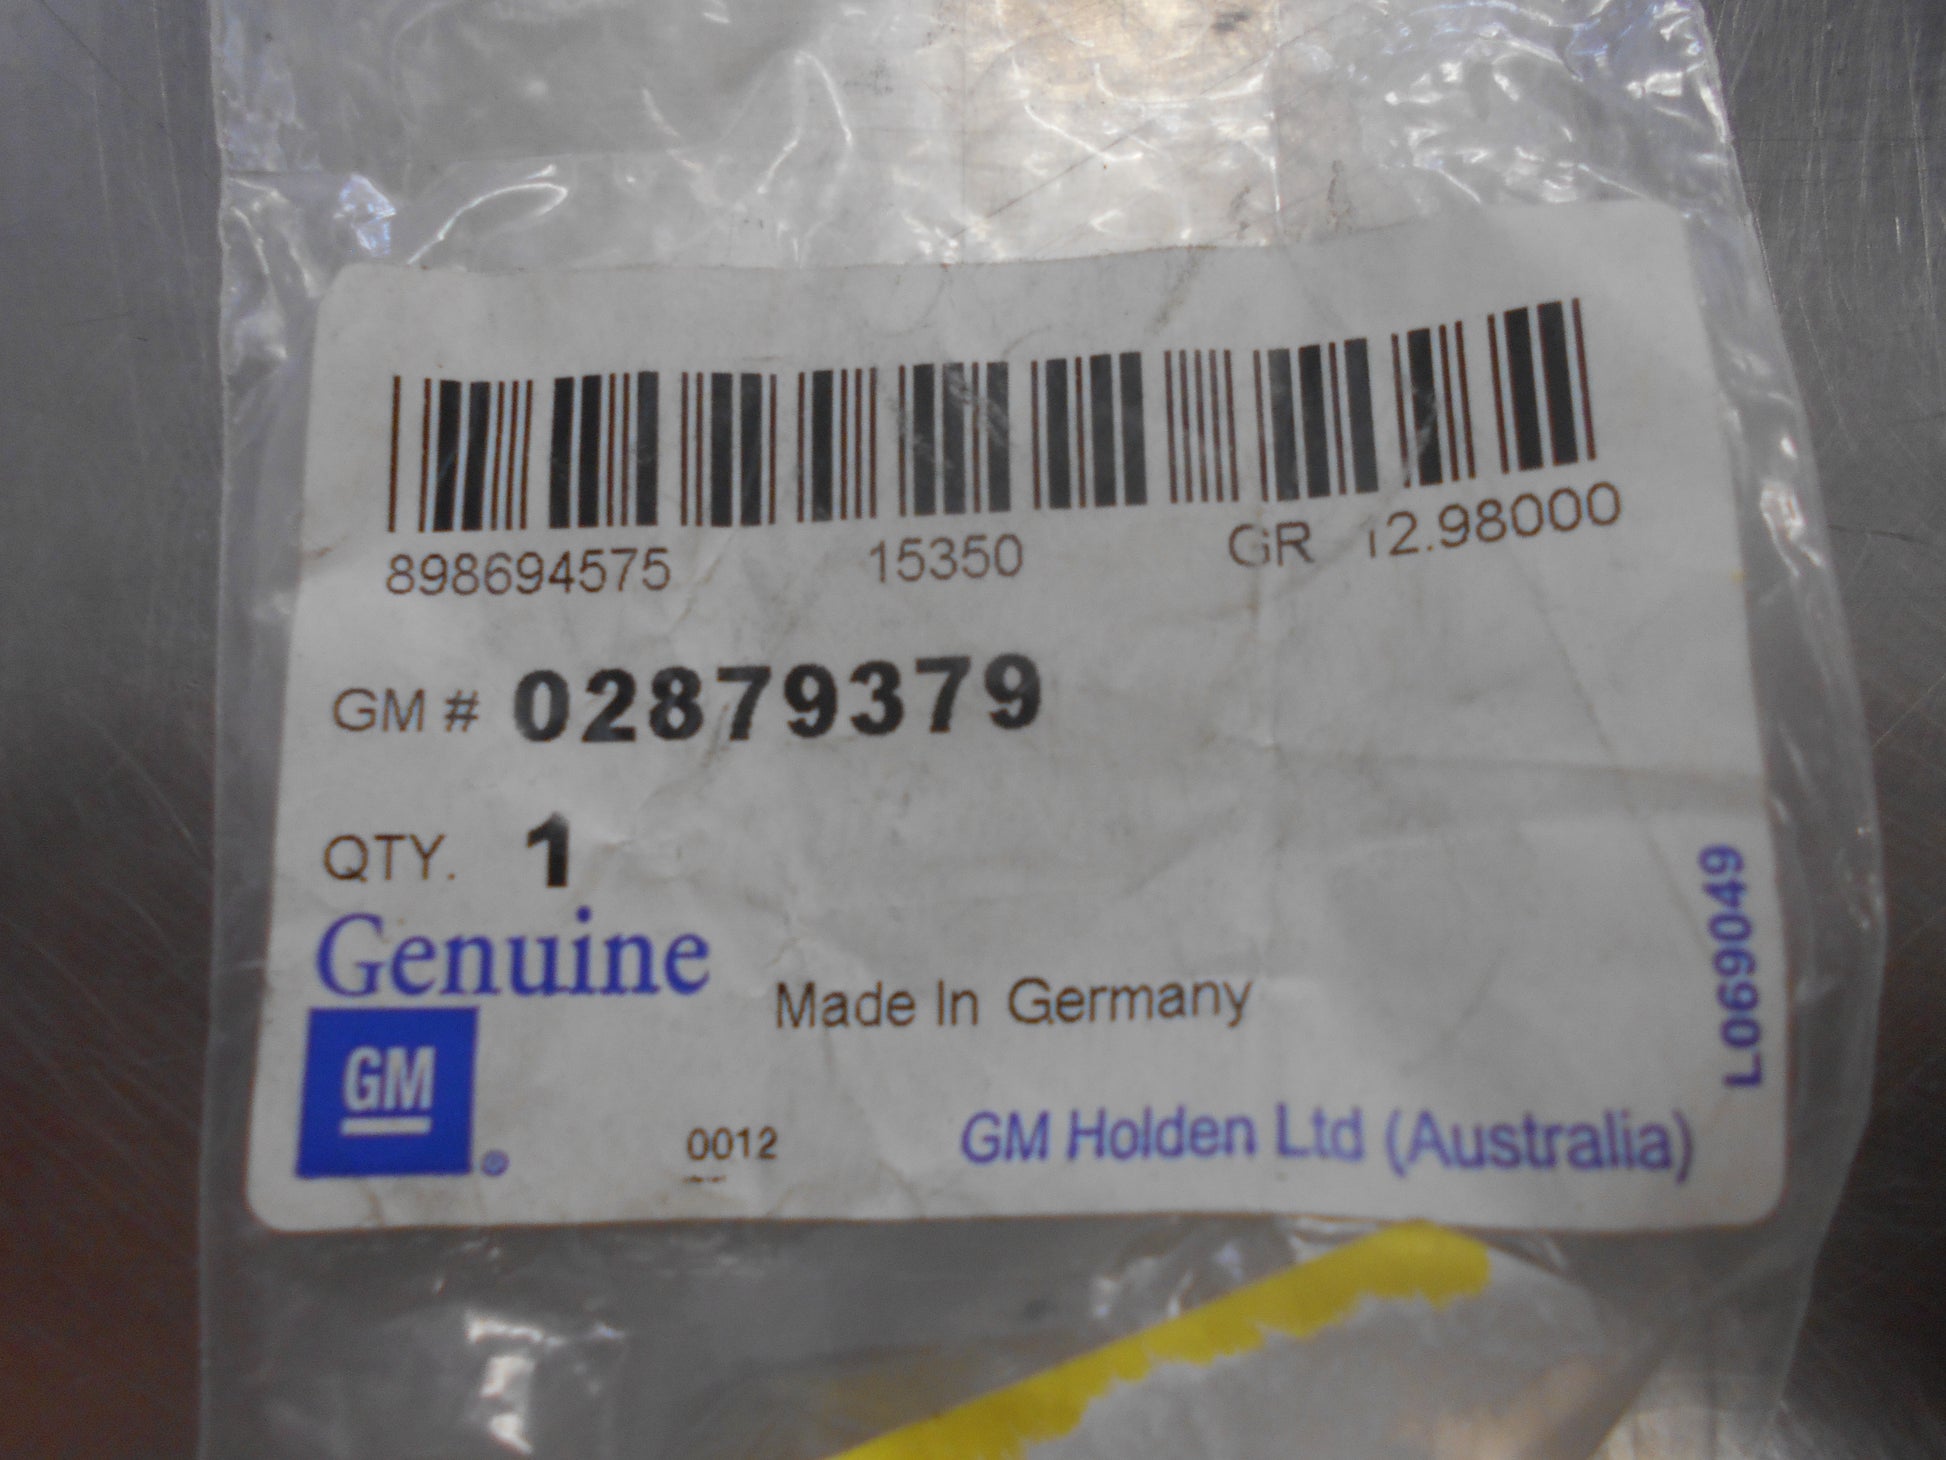 898694575 15350 GR 12.98000
GM # 02879379
QTY. 1
Genuine
GM
®
Made In Germany
0012
GM Holden Ltd (Australia)
L069049